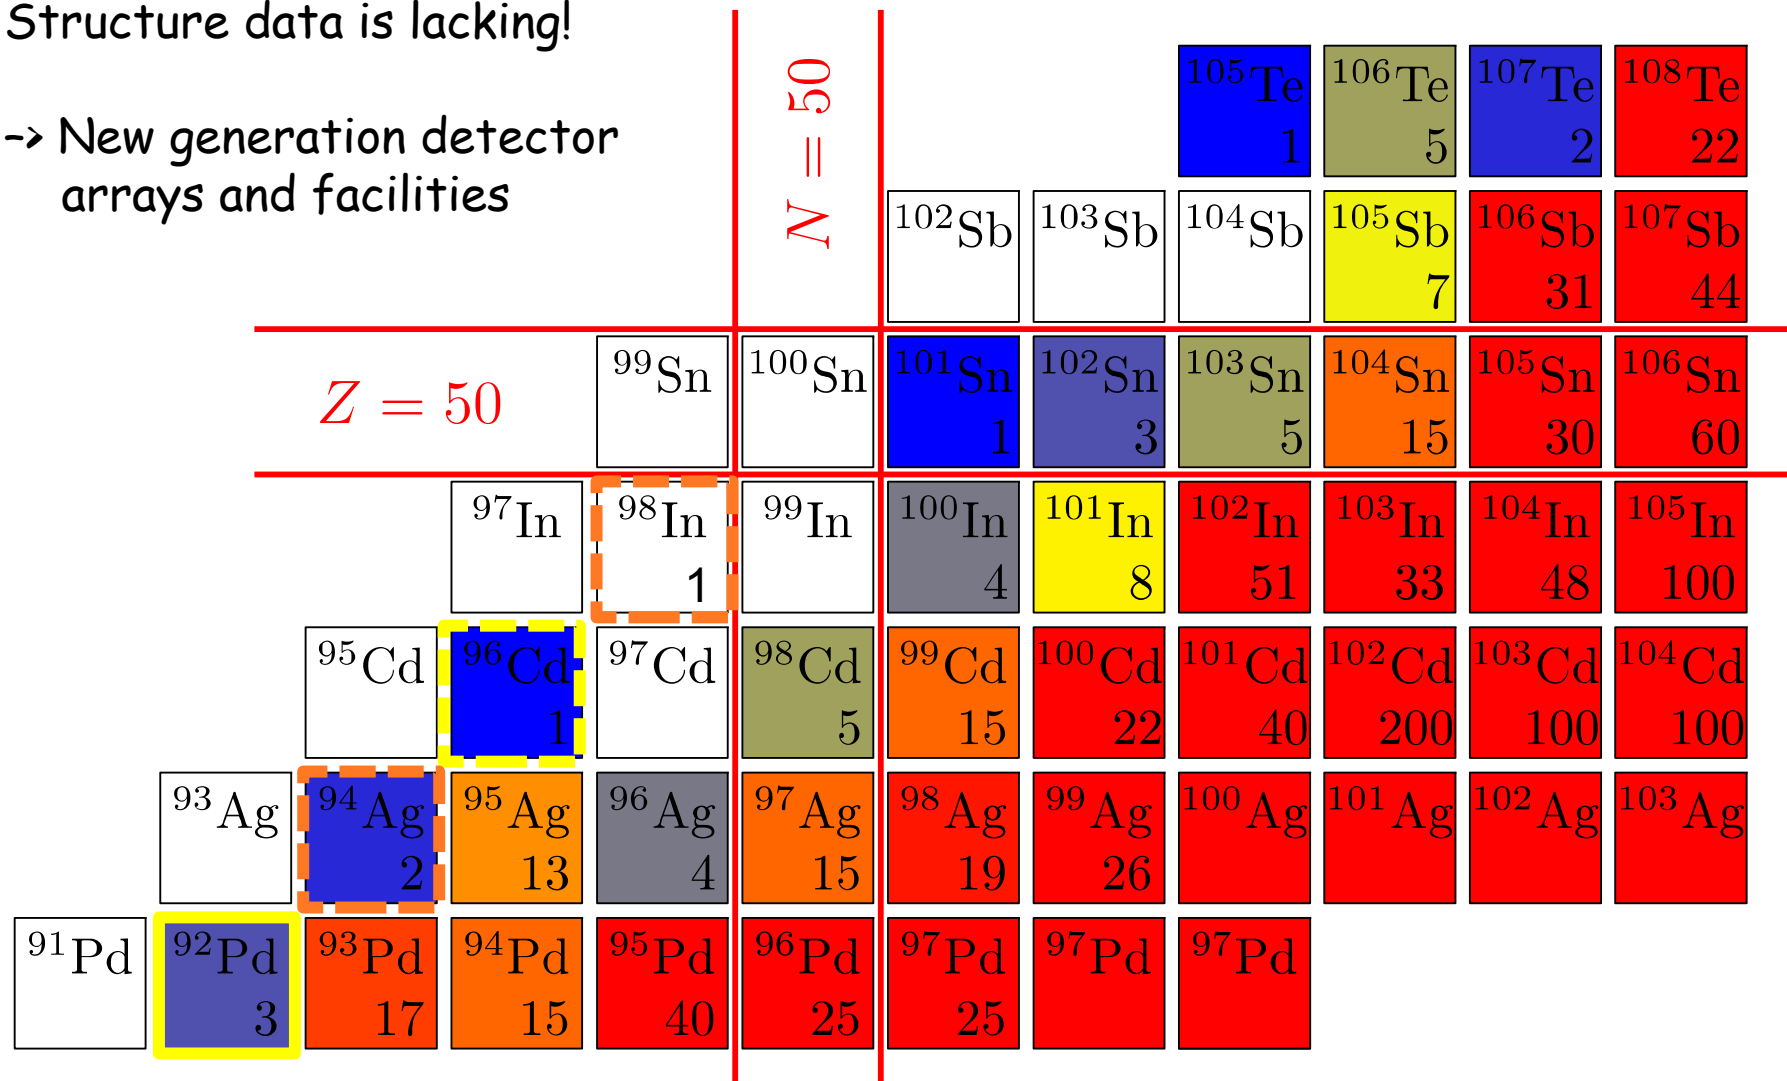 Structure data is lacking!
-> New generation detector
arrays and facilities
N = 50
Z = 50
105Te 106Te 107Te 108Te
1 5 2 22
102Sb 103Sb 104Sb 105Sb 106Sb 107Sb
7 31 44
99Sn 100Sn 101Sn 102Sn 103Sn 104Sn 105Sn 106Sn
1 3 5 15 30 60
97In 98In 99In 100In 101In 102In 103In 104In 105In
1 4 8 51 33 48 100
95Cd 96Cd 97Cd 98Cd 99Cd 100Cd 101Cd 102Cd 103Cd 104Cd
1 5 15 22 40 200 100 100
93Ag 94Ag 95Ag 96Ag 97Ag 98Ag 99Ag 100Ag 101Ag 102Ag 103Ag
2 13 4 15 19 26
91Pd 92Pd 93Pd 94Pd 95Pd 96Pd 97Pd 97Pd 97Pd
3 17 15 40 25 25